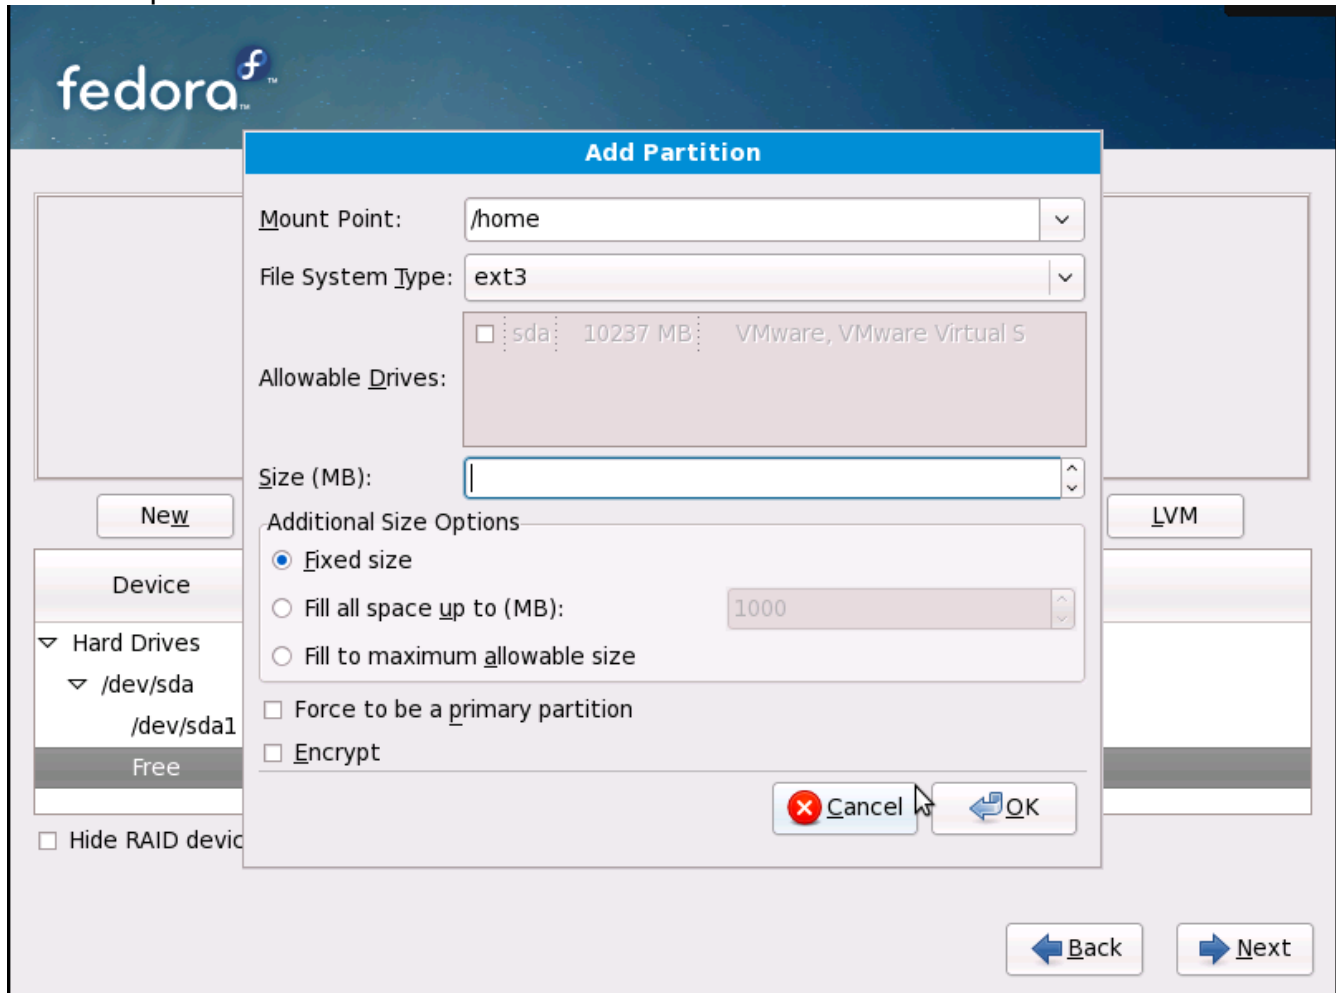 fedora
Add Partition
Mount Point: /home
File System Type: ext3
Allowable Drives: sda 10237 MB VMware, VMware Virtual S
Size (MB):
New LVM
Additional Size Options
Fixed size
Device
Fill all space up to (MB): 1000
Hard Drives
Fill to maximum allowable size
/dev/sda
Force to be a primary partition
/dev/sda1
Encrypt
Free
Cancel OK
Hide RAID devic
Back Next